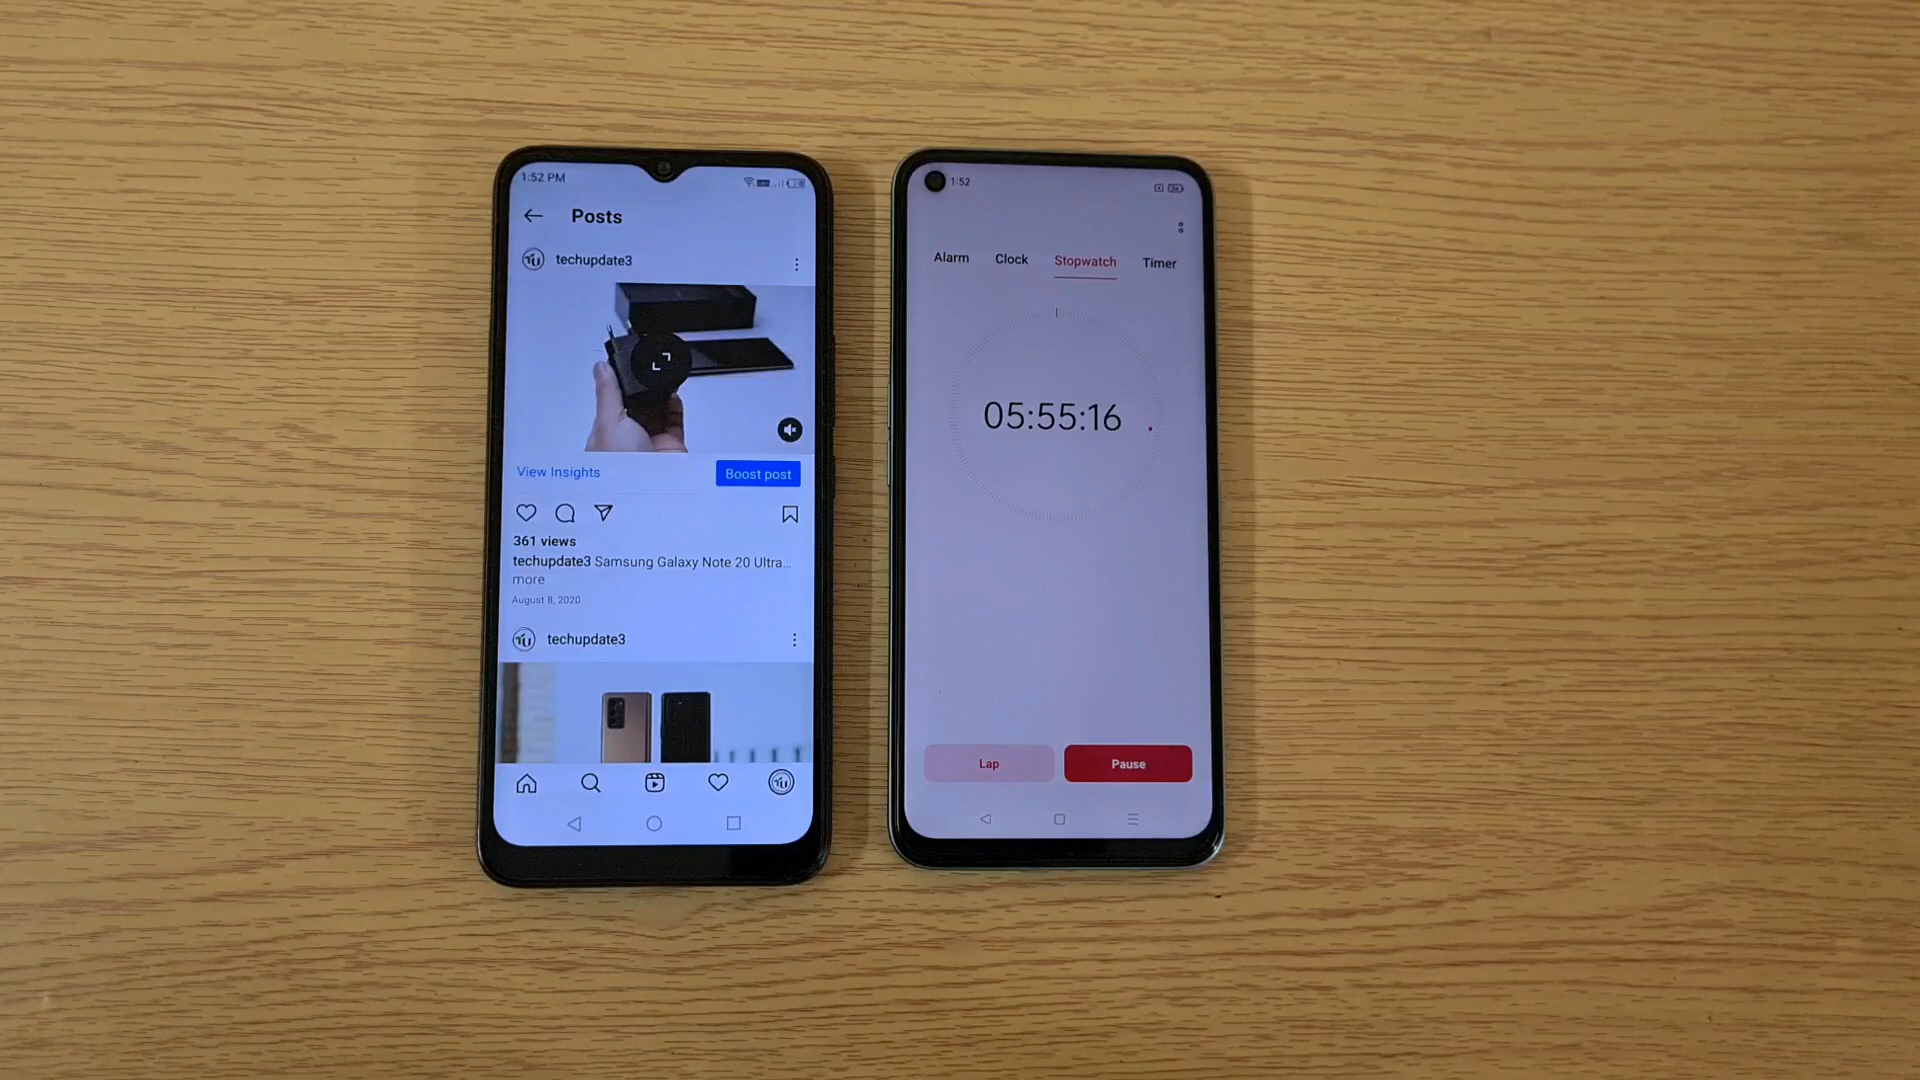 1:52 PM
Posts
techupdate3
View Insights
Boost post
361 views
techupdate3 Samsung Galaxy Note 20 Ultra...
more
August 8, 2020
techupdate3
1:52
Alarm
Clock
Stopwatch
Timer
05:55:16
Lap
Pause